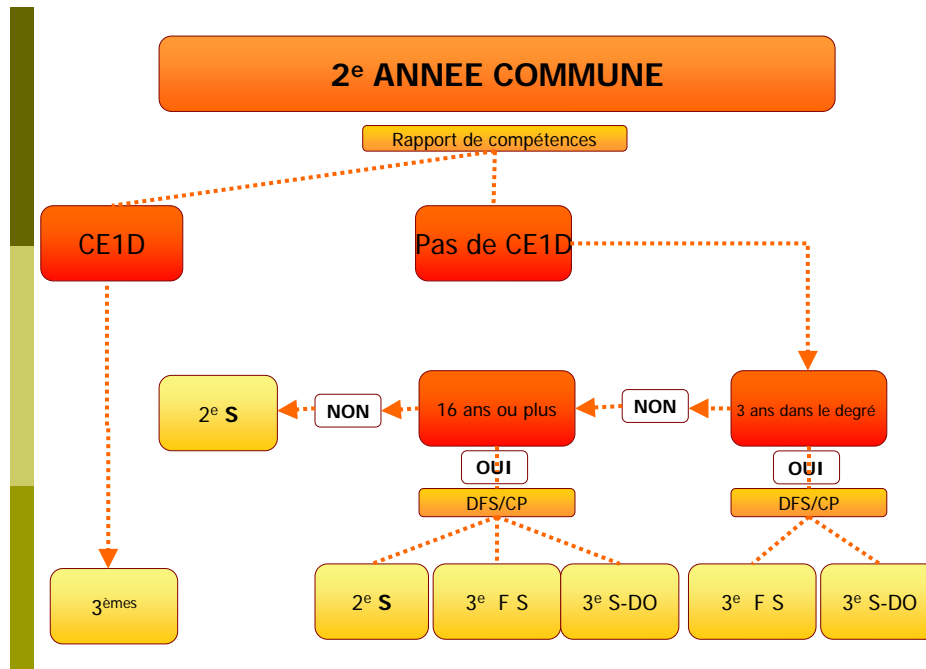 2e ANNEE COMMUNE
Rapport de compétences
CE1D
Pas de CE1D
2e S
NON
16 ans ou plus
NON
3 ans dans le degré
OUI
OUI
DFS/CP
DFS/CP
3èmes
2e S
3e F S
3e S-DO
3e F S
3e S-DO